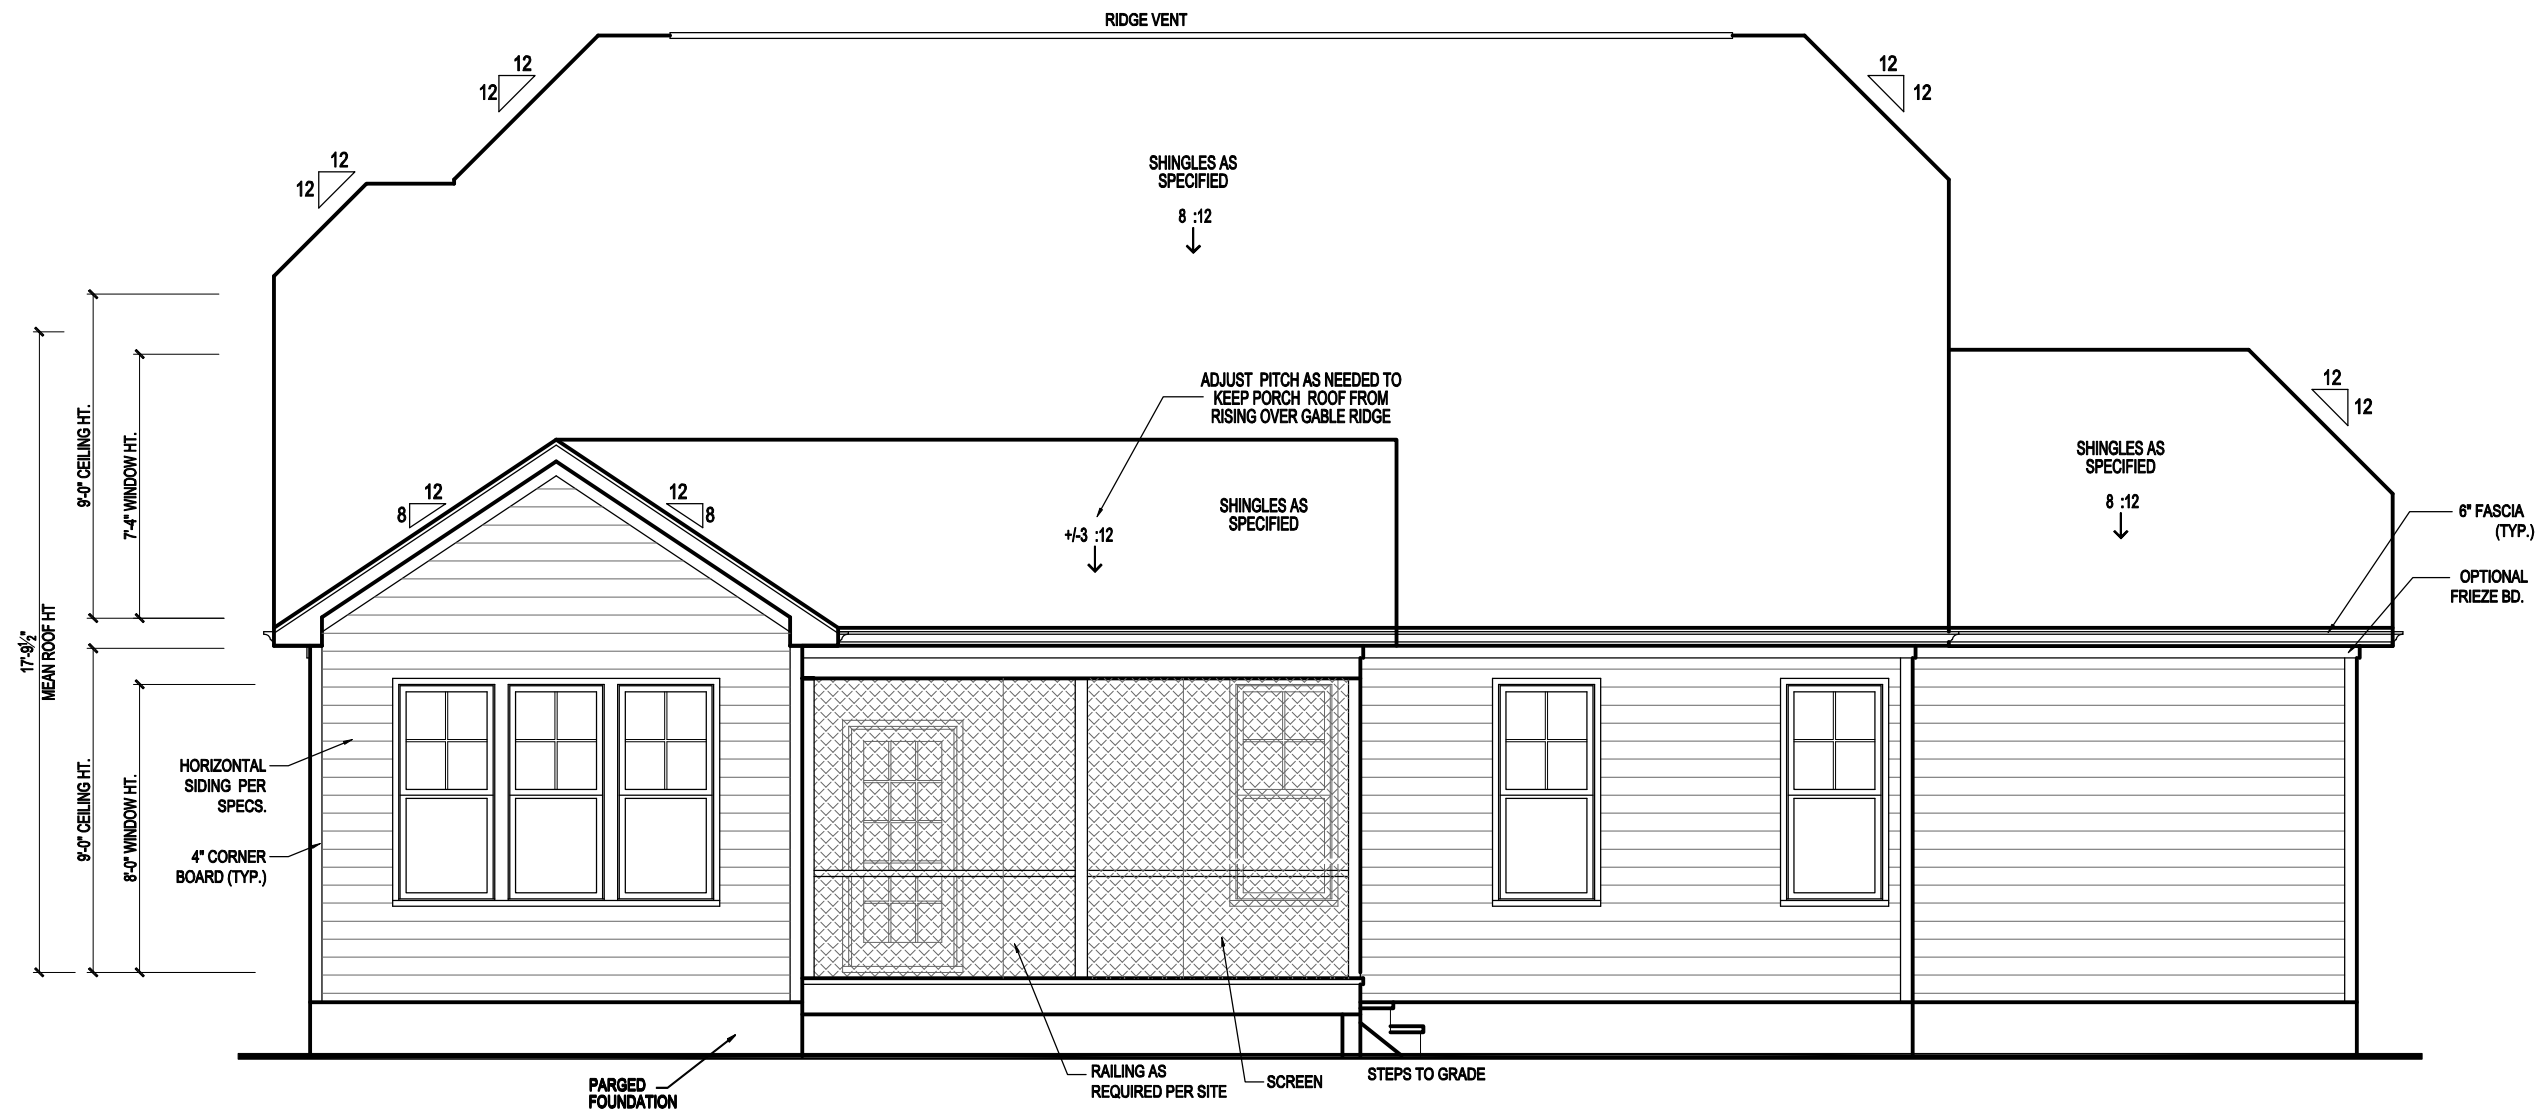 RIDGE VENT
12
12
12
12
12
12
SHINGLES AS
SPECIFIED
8 :12
ADJUST PITCH AS NEEDED TO
KEEP PORCH ROOF FROM
RISING OVER GABLE RIDGE
12
12
9'-0" CEILING HT.
7'-4" WINDOW HT.
12
8
12
8
SHINGLES AS
SPECIFIED
+/-3 :12
SHINGLES AS
SPECIFIED
8 :12
6" FASCIA
(TYP.)
OPTIONAL
FRIEZE BD.
17'-9½"
MEAN ROOF HT
9'-0" CEILING HT.
8'-0" WINDOW HT.
HORIZONTAL
SIDING PER
SPECS.
4" CORNER
BOARD (TYP.)
PARGED
FOUNDATION
RAILING AS
REQUIRED PER SITE
SCREEN
STEPS TO GRADE